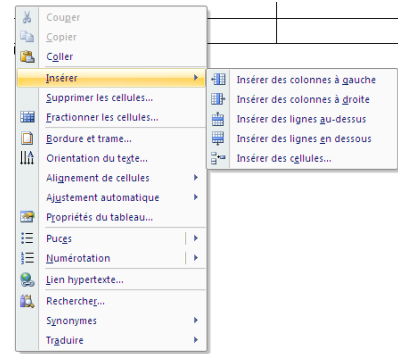 Couper
Copier
Coller
Insérer
Supprimer les cellules...
Fractionner les cellules...
Bordure et trame...
Orientation du texte...
Alignement de cellules
Ajustement automatique
Propriétés du tableau...
Puces
Numérotation
Lien hypertexte...
Rechercher...
Synonymes
Traduire
Insérer des colonnes à gauche
Insérer des colonnes à droite
Insérer des lignes au-dessus
Insérer des lignes en dessous
Insérer des cellules...